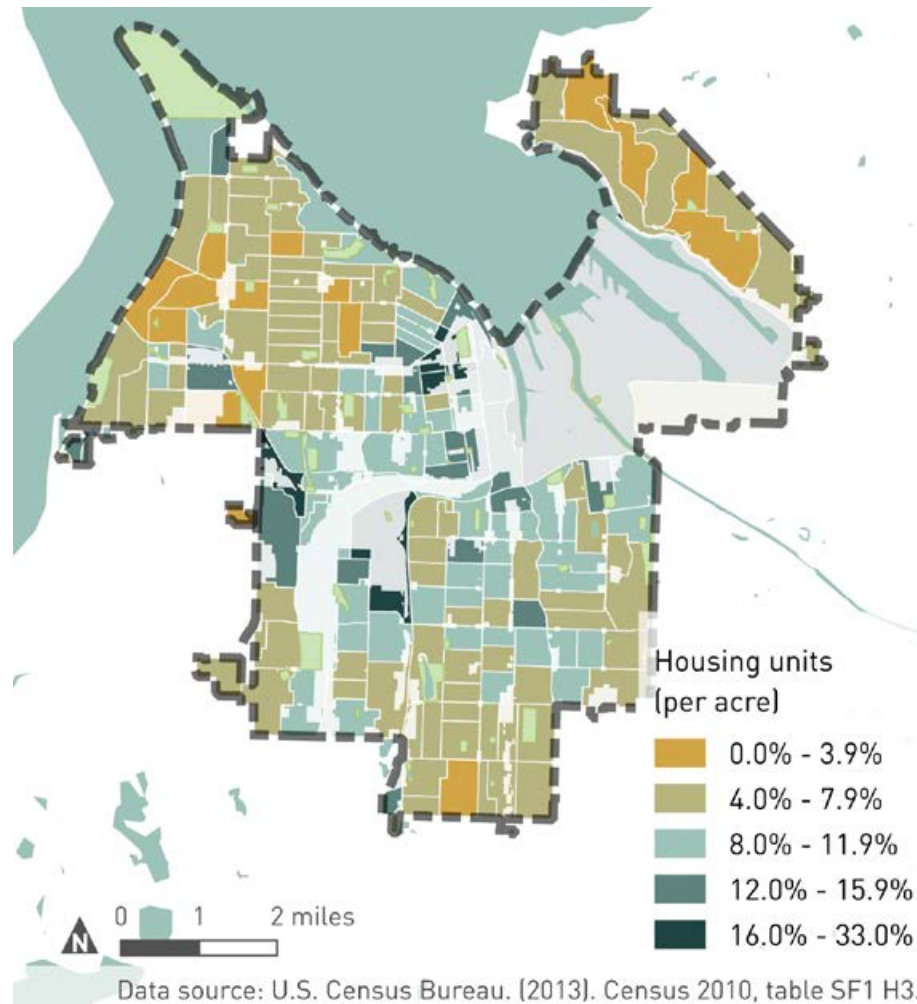 Housing units
(per acre)
0.0% - 3.9%
4.0% - 7.9%
8.0% - 11.9%
12.0% - 15.9%
16.0% - 33.0%
0 1 2 miles
N
Data source: U.S. Census Bureau. (2013). Census 2010, table SF1 H3